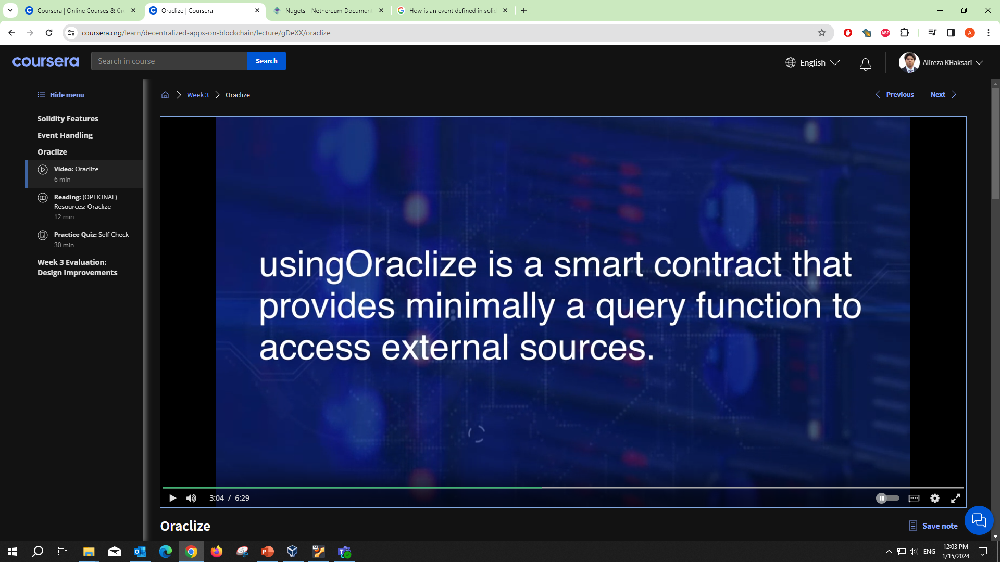 Coursera | Online Courses & Cre
Oraclize | Coursera
Nugets - Nethereum Document
How is an event defined in solid
coursera.org/learn/decentralized-apps-on-blockchain/lecture/gDeXX/oraclize
ABP
A
coursera
Search in course
Search
English
Alireza KHaksari
Hide menu
Week 3
Oraclize
Previous
Next
Solidity Features
Event Handling
Oraclize
Video: Oraclize
6 min
Reading: (OPTIONAL)
Resources: Oraclize
12 min
Practice Quiz: Self-Check
30 min
Week 3 Evaluation:
Design Improvements
usingOraclize is a smart contract that
provides minimally a query function to
access external sources.
3:04 / 6:29
Oraclize
Save note
ENG
12:03 PM
1/15/2024